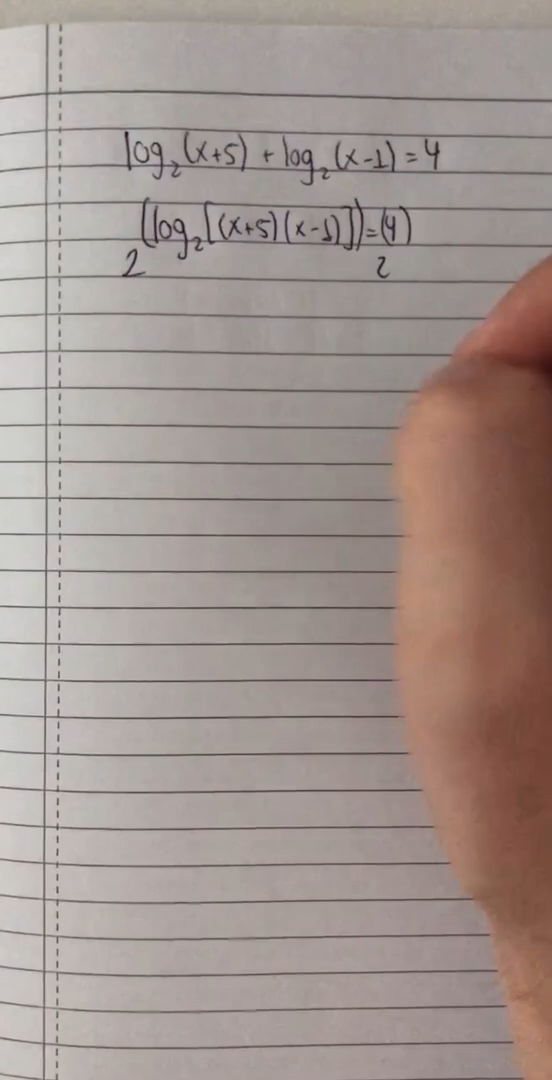 log₂(x+5) + log₂(x-1) = 4
2^(log₂[(x+5)(x-1)]) = 2^(4)